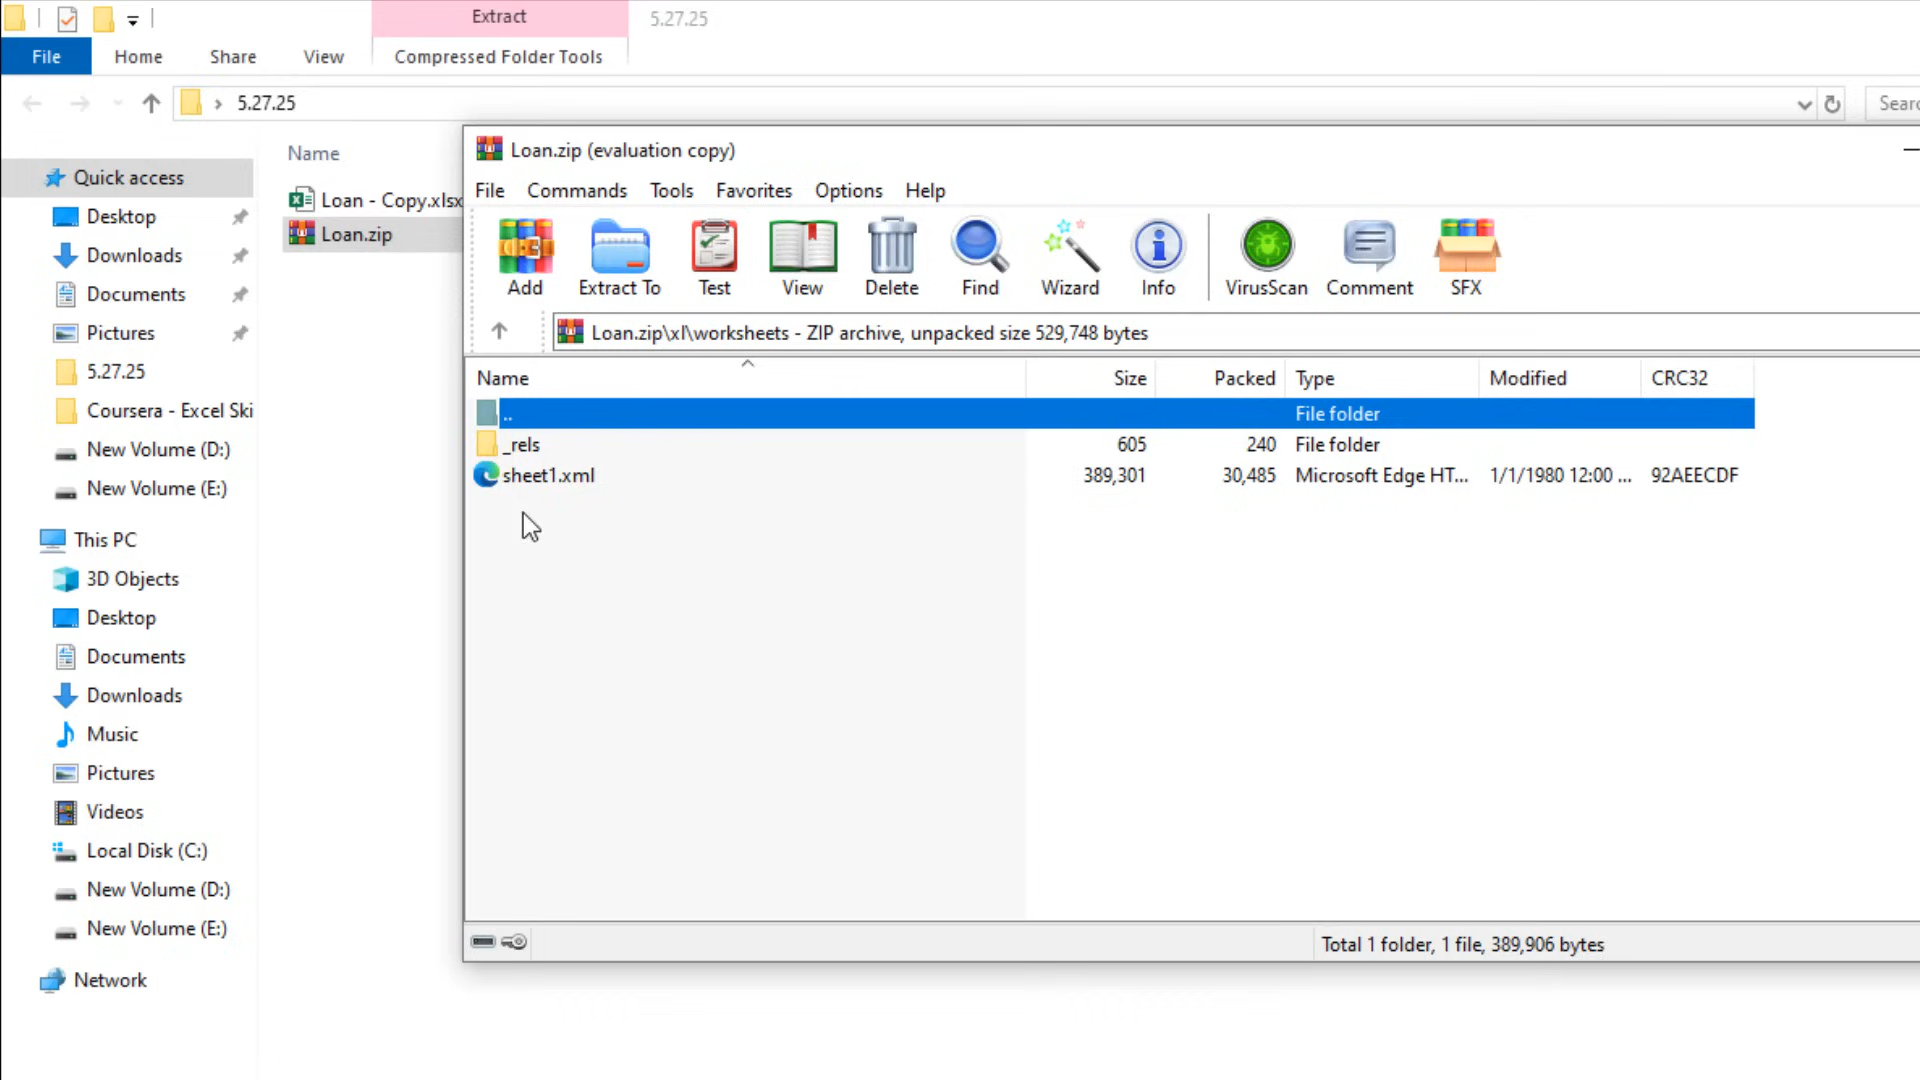 Extract
5.27.25
File
Home
Share
View
Compressed Folder Tools
5.27.25
Name
Loan - Copy.xlsx
Loan.zip
Quick access
Desktop
Downloads
Documents
Pictures
5.27.25
Coursera - Excel Ski
New Volume (D:)
New Volume (E:)
This PC
3D Objects
Desktop
Documents
Downloads
Music
Pictures
Videos
Local Disk (C:)
New Volume (D:)
New Volume (E:)
Network
Loan.zip (evaluation copy)
File Commands Tools Favorites Options Help
Add Extract To Test View Delete Find Wizard Info VirusScan Comment SFX
Loan.zip\xl\worksheets - ZIP archive, unpacked size 529,748 bytes
Name Size Packed Type Modified CRC32
.. File folder
_rels 605 240 File folder
sheet1.xml 389,301 30,485 Microsoft Edge HT... 1/1/1980 12:00 ... 92AEECDF
Total 1 folder, 1 file, 389,906 bytes